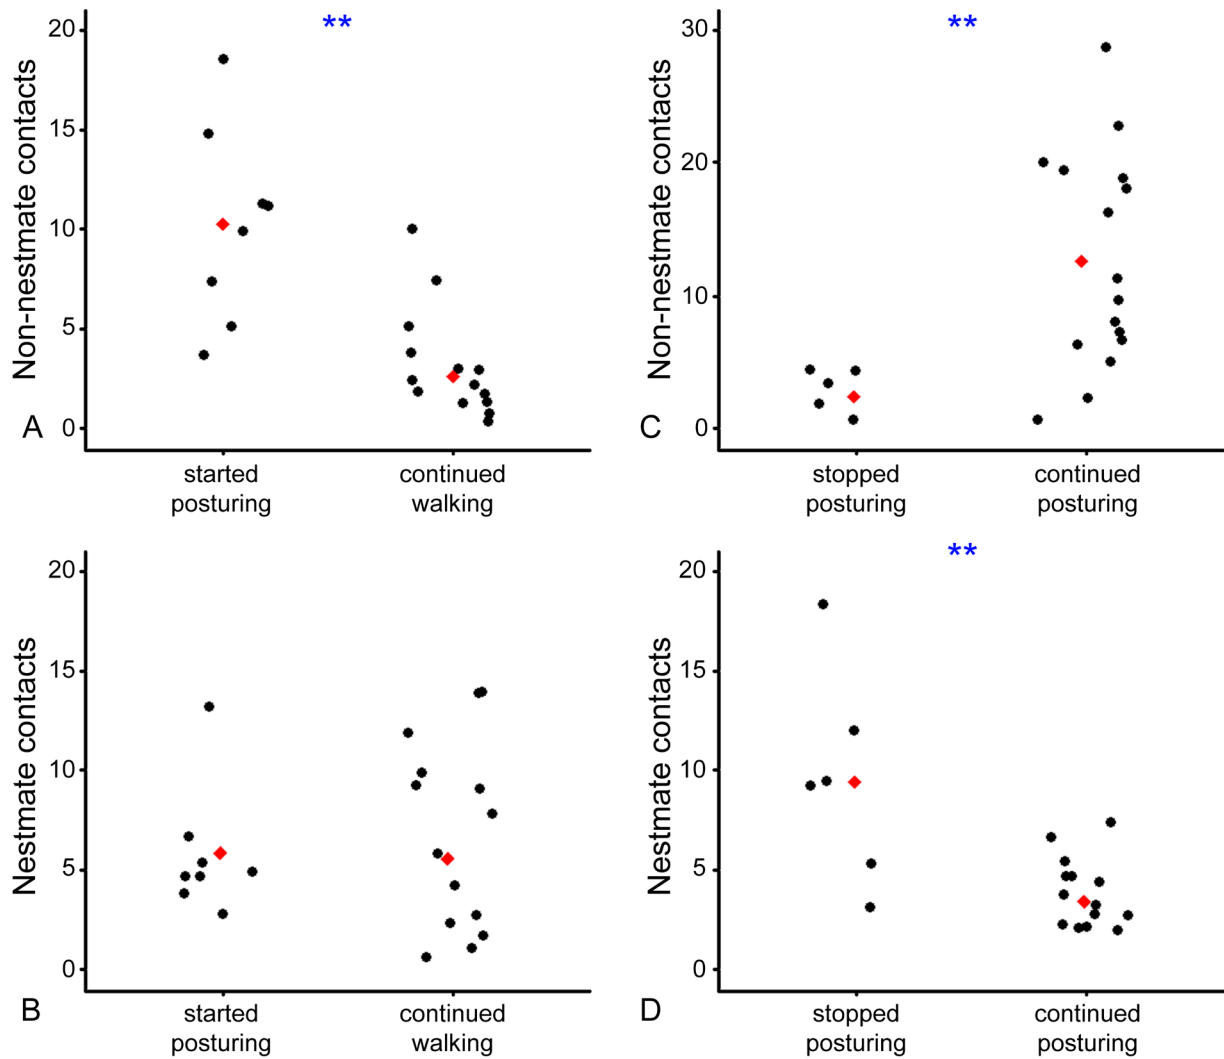 **
20
15
10
5
0
Non-nestmate contacts
A
started
posturing
continued
walking
**
30
20
10
0
Non-nestmate contacts
C
stopped
posturing
continued
posturing
20
15
10
5
0
Nestmate contacts
B
started
posturing
continued
walking
**
20
15
10
5
0
Nestmate contacts
D
stopped
posturing
continued
posturing